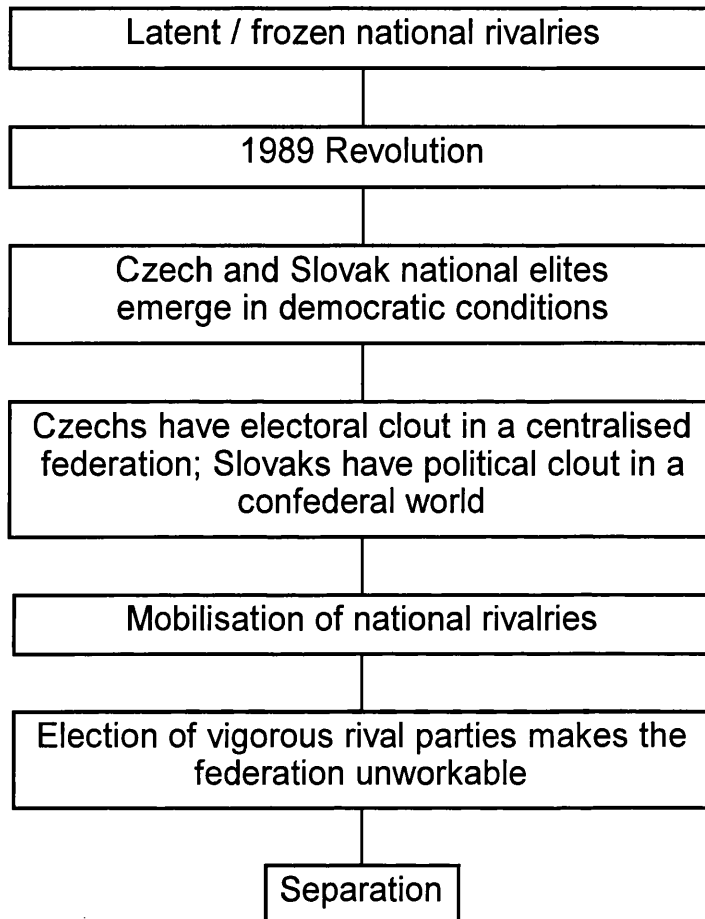 Latent / frozen national rivalries
1989 Revolution
Czech and Slovak national elites
emerge in democratic conditions
Czechs have electoral clout in a centralised
federation; Slovaks have political clout in a
confederal world
Mobilisation of national rivalries
Election of vigorous rival parties makes the
federation unworkable
Separation